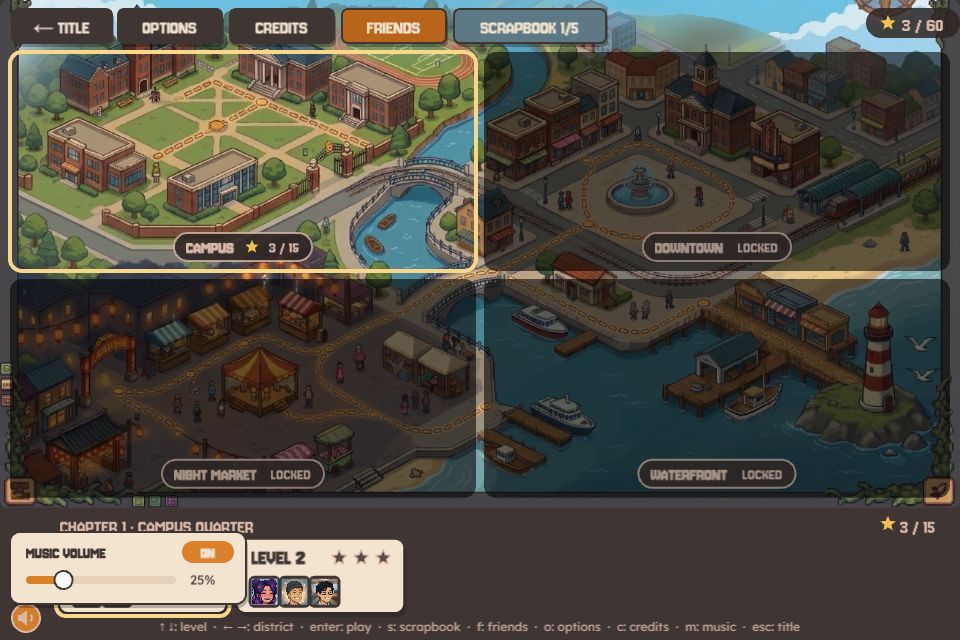 ← TITLE
OPTIONS
CREDITS
FRIENDS
SCRAPBOOK 1/5
3 / 60
CAMPUS 3 / 15
DOWNTOWN LOCKED
NIGHT MARKET LOCKED
WATERFRONT LOCKED
CHAPTER 1 · CAMPUS QUARTER
3 / 15
MUSIC VOLUME
ON
25%
LEVEL 2
↑ ↓: level · ← →: district · enter: play · s: scrapbook · f: friends · o: options · c: credits · m: music · esc: title